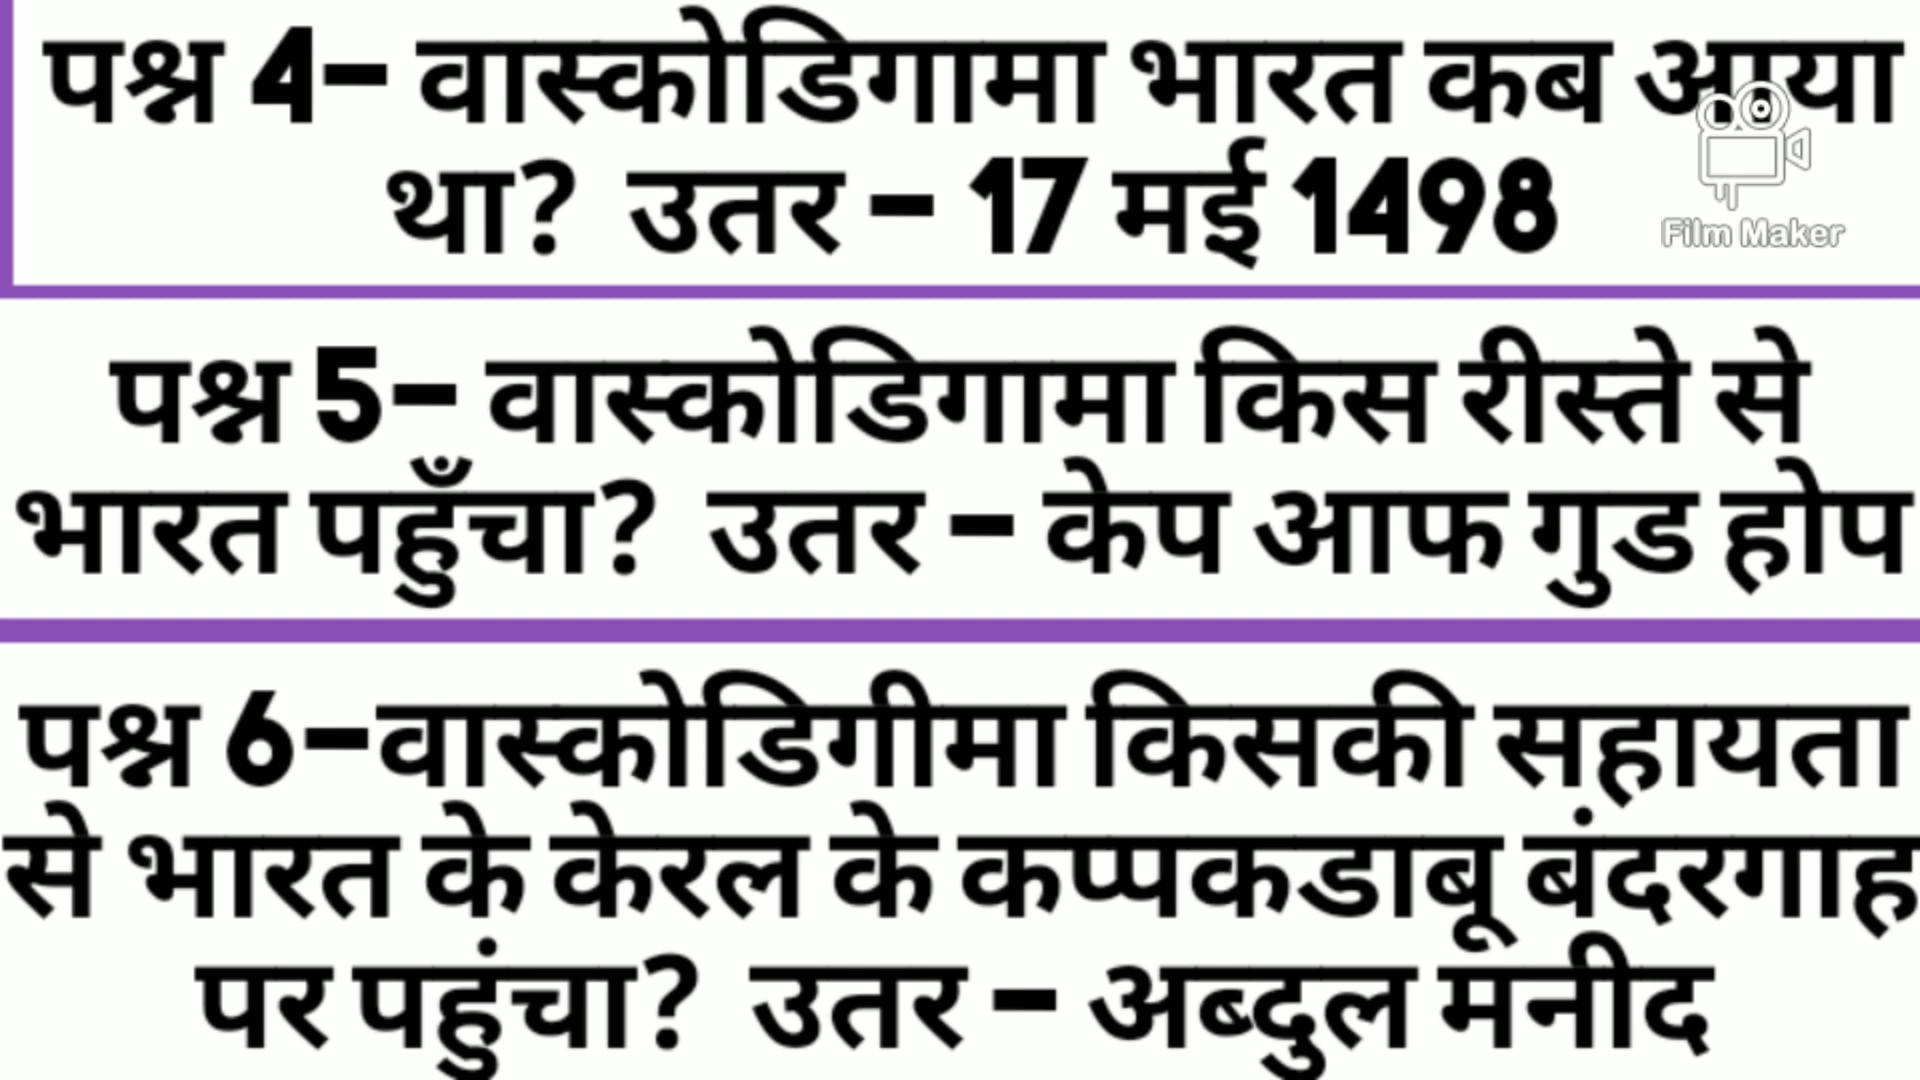 पश्न 4- वास्कोडिगामा भारत कब आया
था? उतर - 17 मई 1498
Film Maker
पश्न 5- वास्कोडिगामा किस रीस्ते से
भारत पहुँचा? उतर - केप आफ गुड होप
पश्न 6-वास्कोडिगीमा किसकी सहायता
से भारत के केरल के कप्पकडाबू बंदरगाह
पर पहुंचा? उतर - अब्दुल मनीद